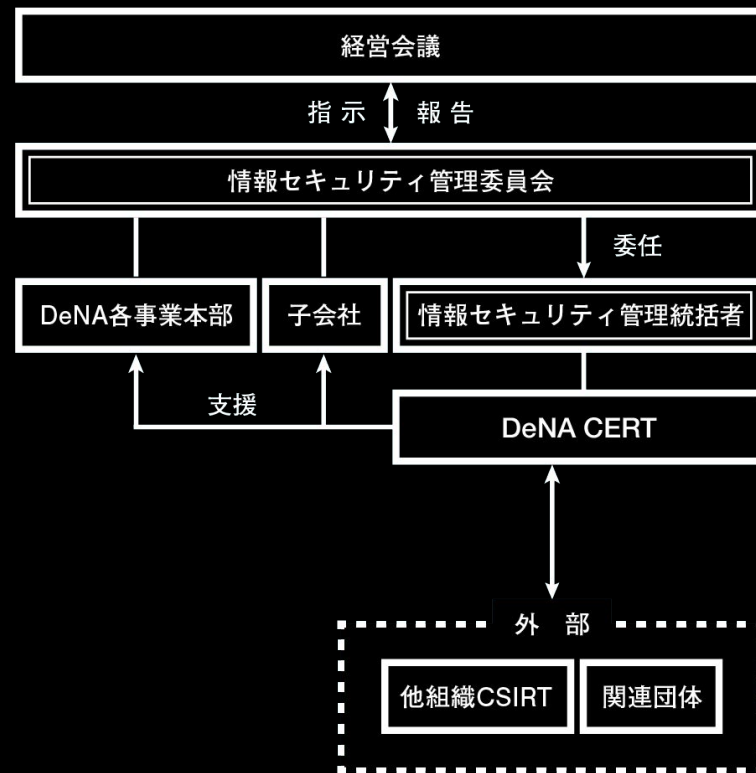 経営会議
指示 報告
情報セキュリティ管理委員会
委任
DeNA各事業本部 子会社 情報セキュリティ管理統括者
支援
DeNA CERT
外 部
他組織CSIRT 関連団体